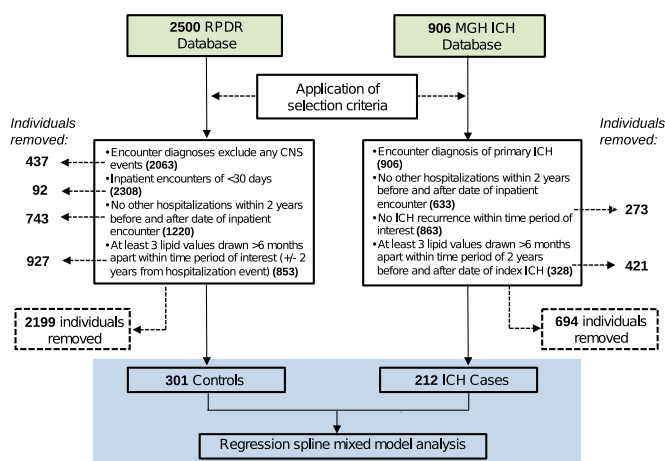 2500 RPDR
Database
906 MGH ICH
Database
Application of
selection criteria
Individuals
removed:
437
92
743
927
•Encounter diagnoses exclude any CNS
events (2063)
•Inpatient encounters of <30 days
(2308)
•No other hospitalizations within 2 years
before and after date of inpatient
encounter (1220)
•At least 3 lipid values drawn >6 months
apart within time period of interest (+/- 2
years from hospitalization event) (853)
•Encounter diagnosis of primary ICH
(906)
•No other hospitalizations within 2 years
before and after date of inpatient
encounter (633)
•No ICH recurrence within time period of
interest (863)
•At least 3 lipid values drawn >6 months
apart within time period of 2 years
before and after date of index ICH (328)
Individuals
removed:
273
421
2199 individuals
removed
694 individuals
removed
301 Controls
212 ICH Cases
Regression spline mixed model analysis